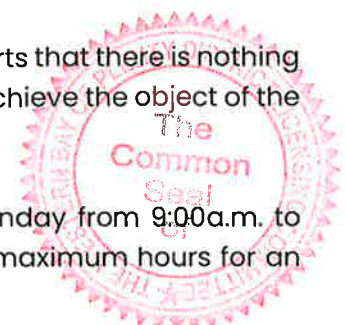 rts that there is nothing
chieve the object of the
The
Common
Seal
of
nday from 9:00a.m. to
maximum hours for an